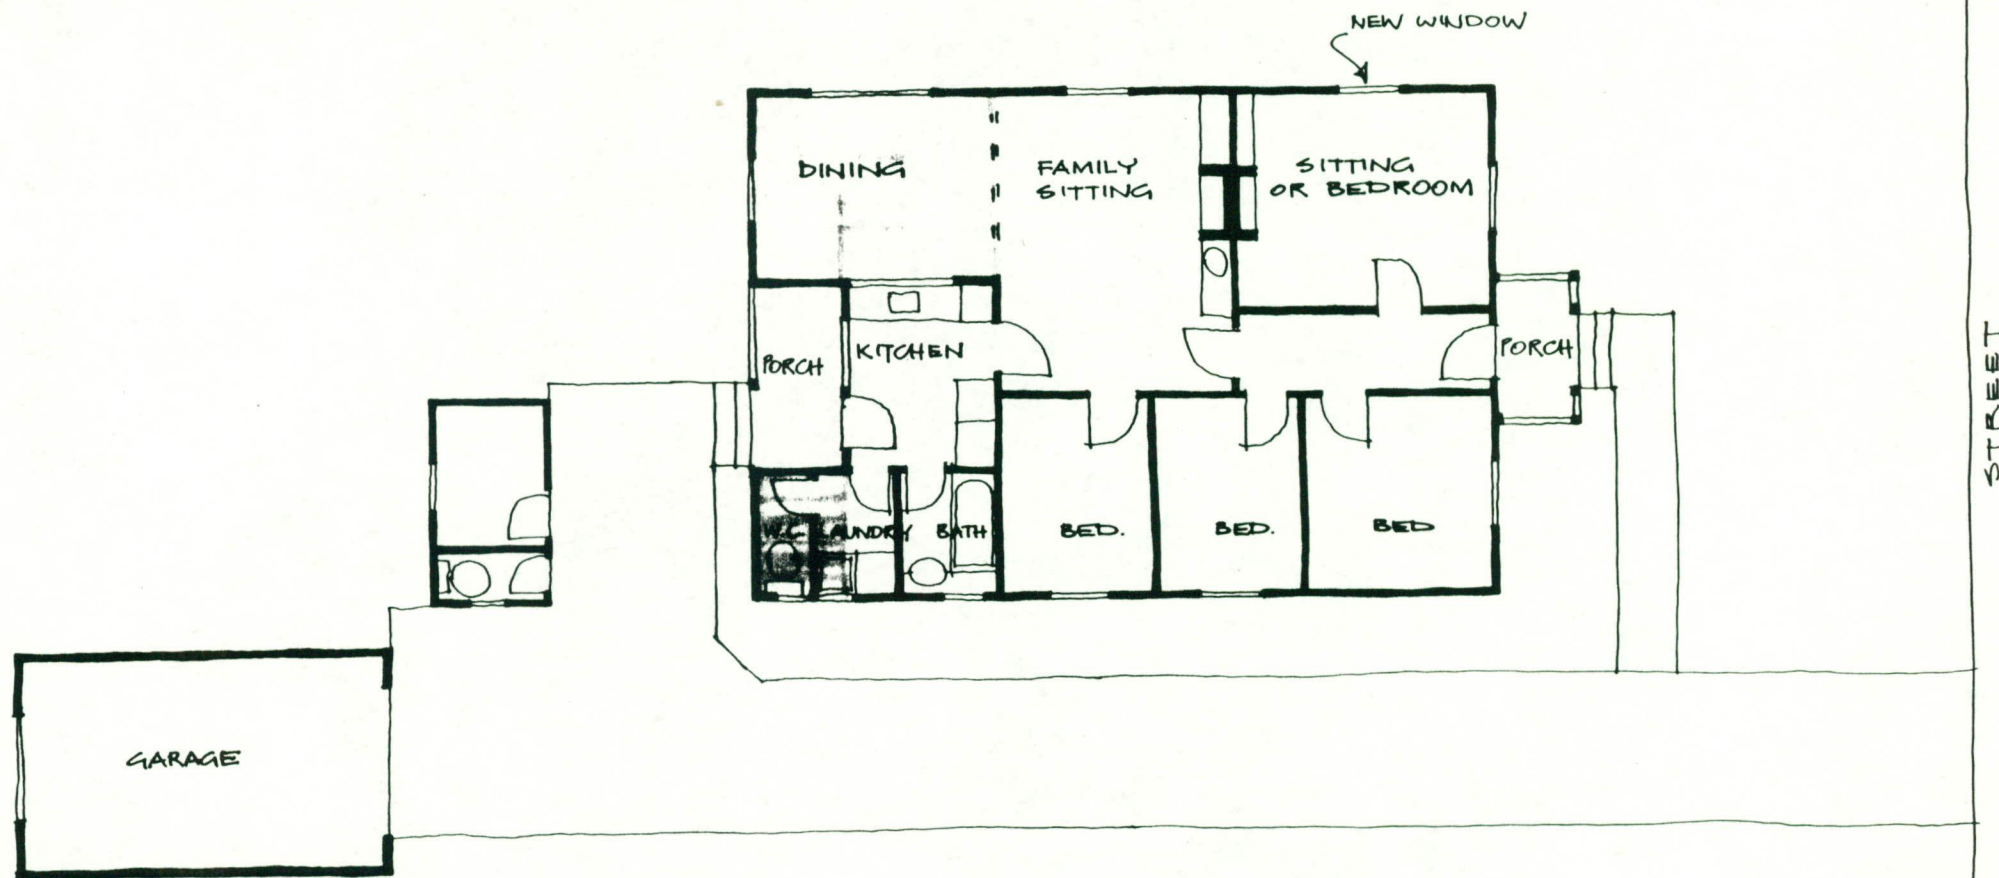 NEW WINDOW
DINING
FAMILY
SITTING
SITTING
OR BEDROOM
PORCH
KITCHEN
PORCH
STREET
W.C.
LAUNDRY
BATH
BED.
BED.
BED
GARAGE